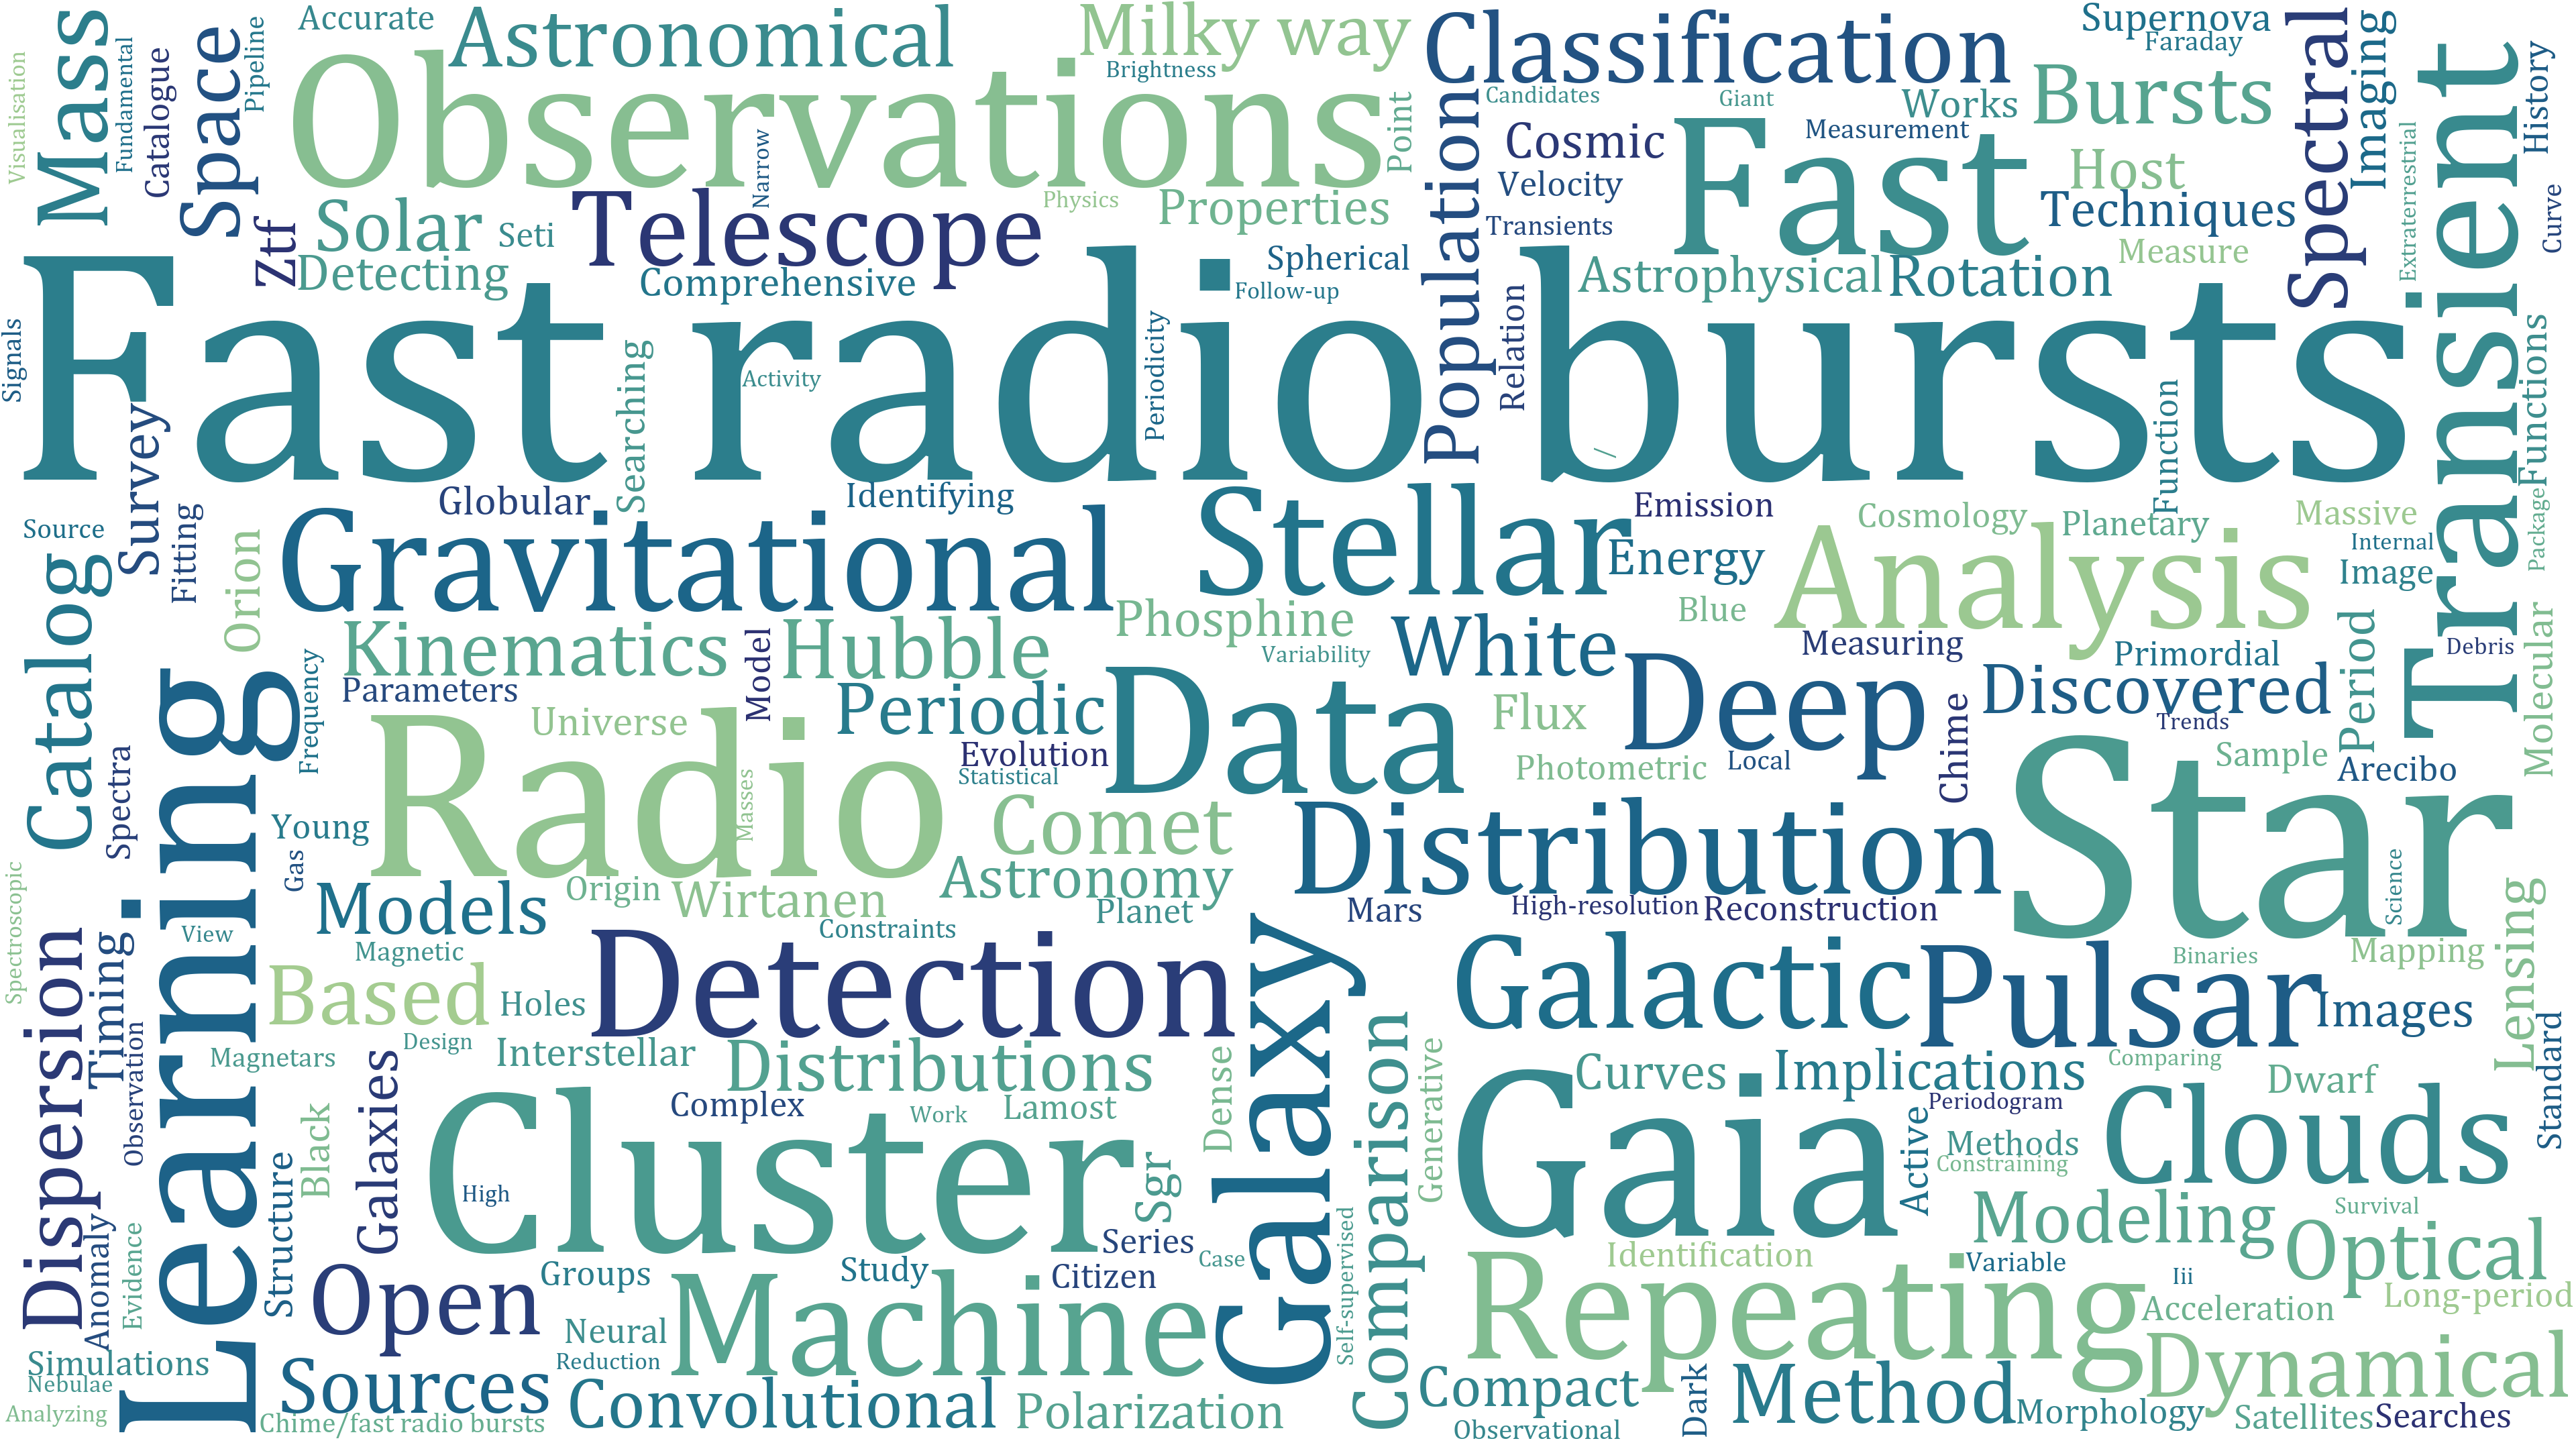 Visualisation
Mass
Fundamental
Catalogue
Space
Pipeline
Accurate
Astronomical
Observations
Milky way
Brightness
Point
Classification
Supernova
Faraday
Spectral
Imaging
Transient
History
Candidates
Giant
Works
Bursts
Population
Cosmic
Fast
Measurement
Host
Extraterrestrial
Curve
Ztf
Solar
Seti
Telescope
Narrow
Physics
Properties
Velocity
Transients
Techniques
Measure
Detecting
Comprehensive
Spherical
Follow-up
Astrophysical
Rotation
Signals
Fast radio bursts
Searching
Activity
Periodicity
Relation
/
Function
Functions
Survey
Source
Fitting
Globular
Identifying
Stellar
Emission
Cosmology
Planetary
Massive
Internal
Package
Catalog
Orion
Gravitational
Energy
Analysis
Image
Phosphine
Blue
Kinematics
Model
Hubble
Variability
White
Measuring
Primordial
Period
Debris
Molecular
Learning
Frequency
Parameters
Universe
Periodic
Data
Flux
Deep
Chime
Discovered
Trends
Radio
Evolution
Statistical
Masses
Photometric
Local
Star
Sample
Arecibo
Spectra
Young
Comet
Distribution
Gas
Models
Origin
Wirtanen
Astronomy
Planet
Mars
High-resolution
Reconstruction
Science
Spectroscopic
Dispersion
Timing
View
Magnetic
Constraints
Galaxy
Binaries
Mapping
Lensing
Based
Holes
Detection
Galactic
Pulsar
Images
Observation
Magnetars
Design
Interstellar
Distributions
Comparison
Generative
Curves
Implications
Comparing
Dwarf
Standard
Galaxies
Black
Complex
Work
Lamost
Dense
Gaia
Periodogram
Clouds
Structure
Cluster
High
Sgr
Active
Methods
Constraining
Anomaly
Evidence
Series
Case
Self-supervised
Modeling
Survival
Open
Groups
Study
Citizen
Identification
Variable
Iii
Optical
Machine
Repeating
Acceleration
Long-period
Simulations
Nebulae
Neural
Reduction
Sources
Convolutional
Polarization
Compact
Dark
Method
Morphology
Dynamical
Analyzing
Chime/fast radio bursts
Observational
Satellites
Searches